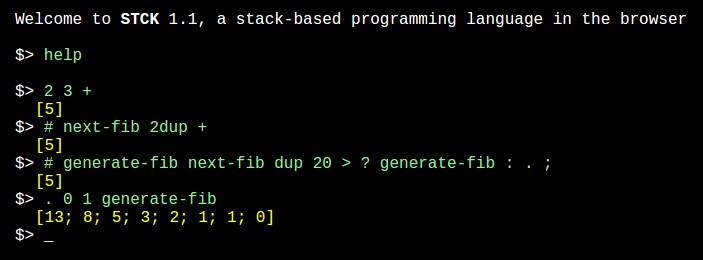 Welcome to STCK 1.1, a stack-based programming language in the browser
$> help
$> 2 3 +
[5]
$> # next-fib 2dup +
[5]
$> # generate-fib next-fib dup 20 > ? generate-fib : . ;
[5]
$> . 0 1 generate-fib
[13; 8; 5; 3; 2; 1; 1; 0]
$> _